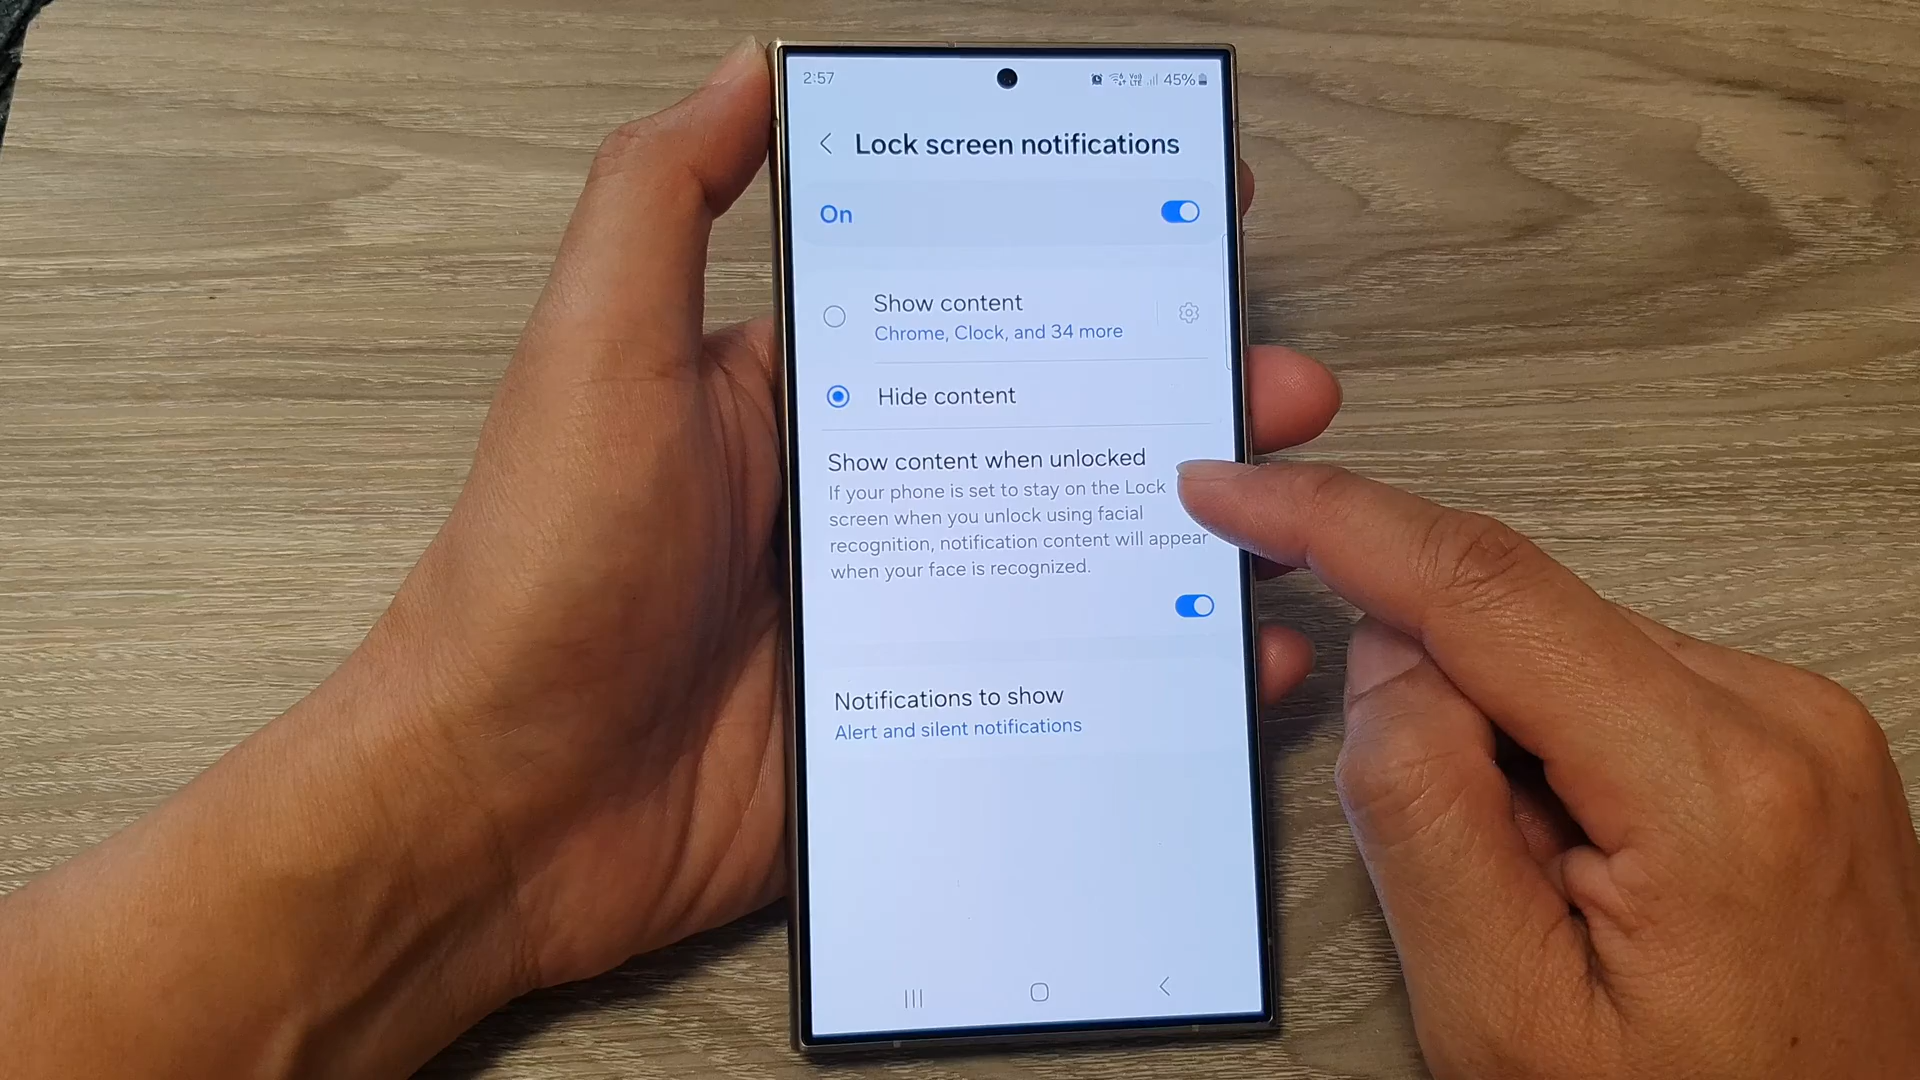 2:57
45%
Lock screen notifications
On
Show content
Chrome, Clock, and 34 more
Hide content
Show content when unlocked
If your phone is set to stay on the Lock
screen when you unlock using facial
recognition, notification content will appear
when your face is recognized.
Notifications to show
Alert and silent notifications